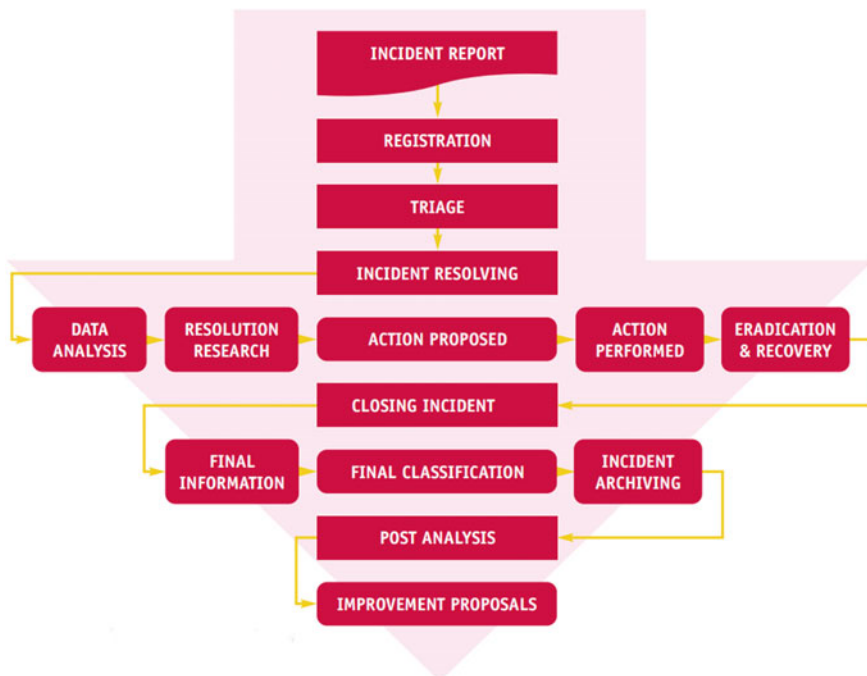 INCIDENT REPORT
REGISTRATION
TRIAGE
INCIDENT RESOLVING
DATA
ANALYSIS
RESOLUTION
RESEARCH
ACTION PROPOSED
ACTION
PERFORMED
ERADICATION
& RECOVERY
CLOSING INCIDENT
FINAL
INFORMATION
FINAL CLASSIFICATION
INCIDENT
ARCHIVING
POST ANALYSIS
IMPROVEMENT PROPOSALS